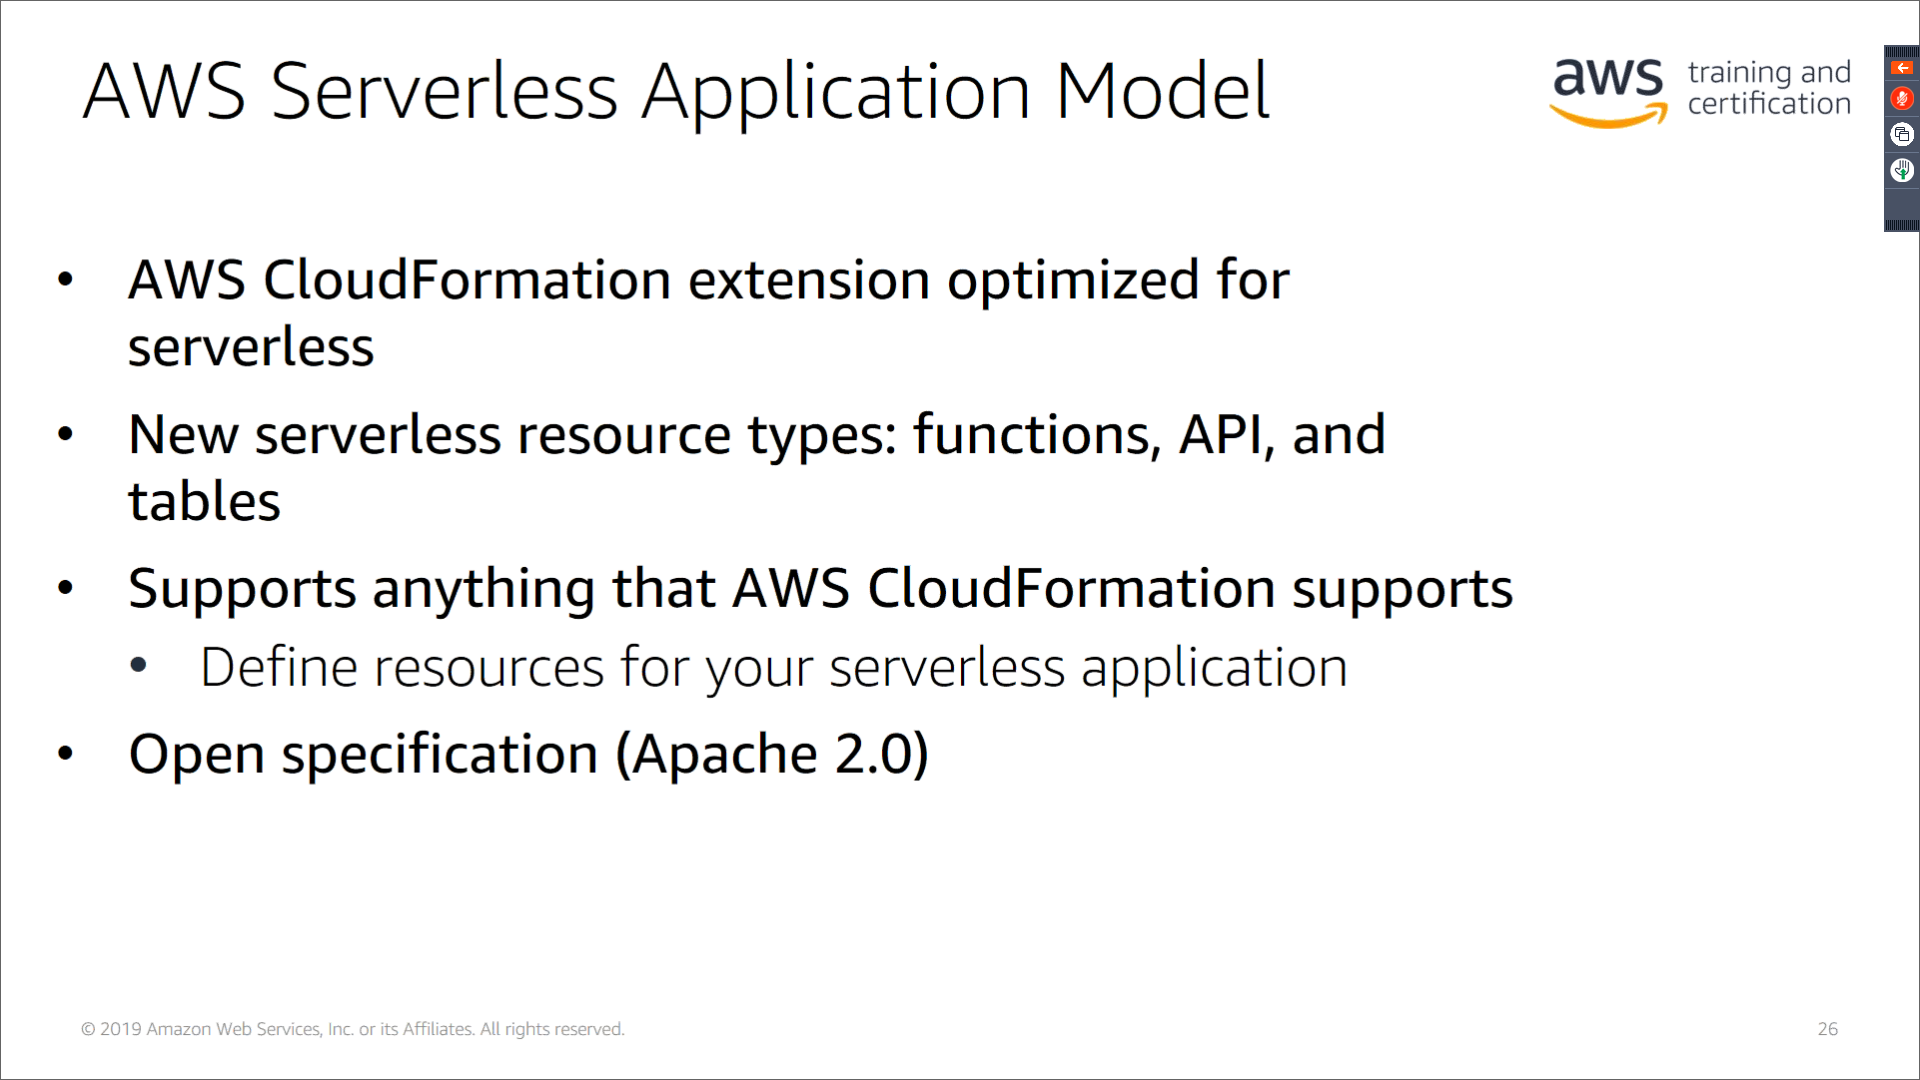 AWS Serverless Application Model
aws training and
certification
• AWS CloudFormation extension optimized for
serverless
• New serverless resource types: functions, API, and
tables
• Supports anything that AWS CloudFormation supports
• Define resources for your serverless application
• Open specification (Apache 2.0)
© 2019 Amazon Web Services, Inc. or its Affiliates. All rights reserved.
26